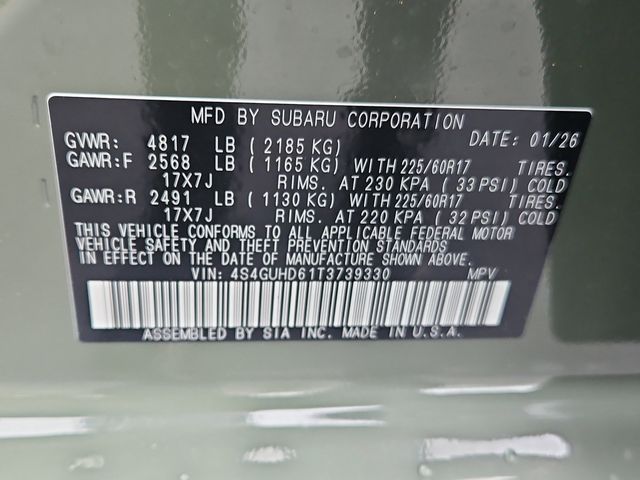 MFD BY SUBARU CORPORATION
DATE: 01/26
GVWR: 4817 LB (2185 KG)
GAWR:F 2568 LB (1165 KG) WITH 225/60R17 TIRES.
17X7J RIMS. AT 230 KPA (33 PSI) COLD
GAWR:R 2491 LB (1130 KG) WITH 225/60R17 TIRES.
17X7J RIMS. AT 220 KPA (32 PSI) COLD
THIS VEHICLE CONFORMS TO ALL APPLICABLE FEDERAL MOTOR
VEHICLE SAFETY AND THEFT PREVENTION STANDARDS
IN EFFECT ON THE DATE OF MANUFACTURE SHOWN ABOVE.
VIN: 4S4GUHD61T3739330 MPV
ASSEMBLED BY SIA INC. MADE IN U.S.A.